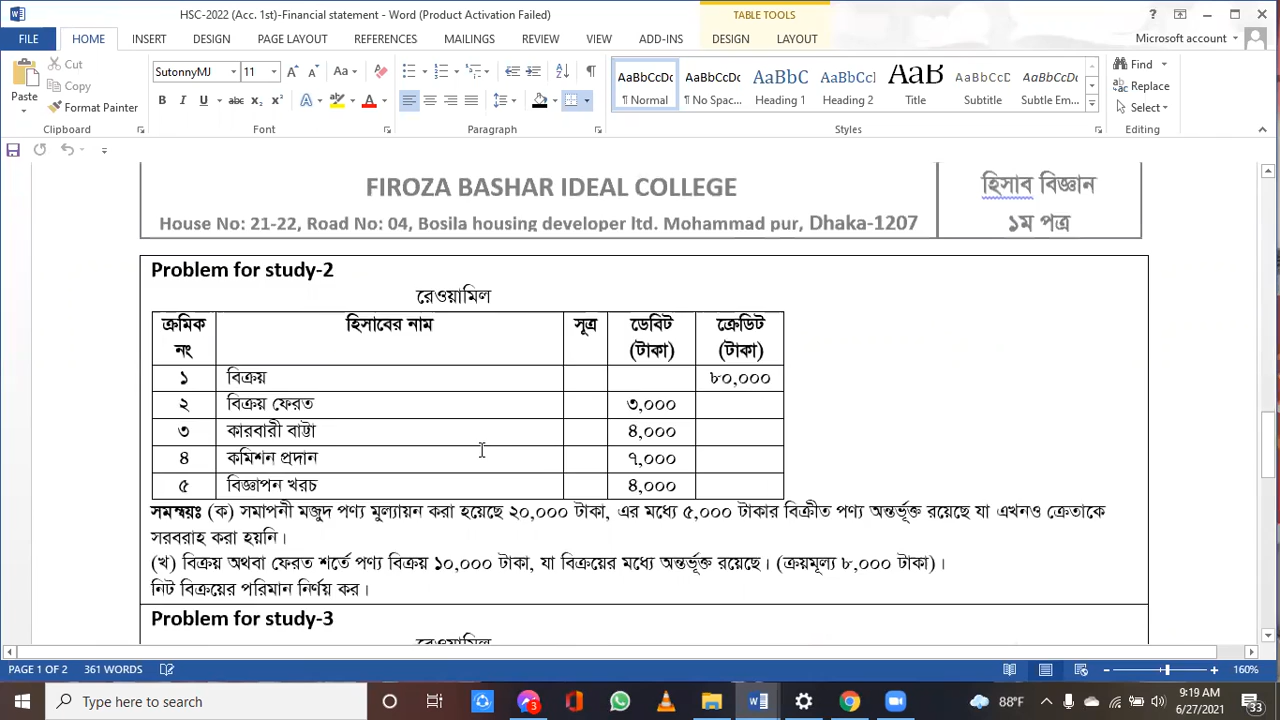 HSC-2022 (Acc. 1st)-Financial statement - Word (Product Activation Failed)
TABLE TOOLS
FILE HOME INSERT DESIGN PAGE LAYOUT REFERENCES MAILINGS REVIEW VIEW ADD-INS DESIGN LAYOUT Microsoft account
Cut
Copy
Format Painter
Paste
Clipboard
SutonnyMJ 11
Font
Paragraph
AaBbCcDc AaBbCcDc AaBbC AaBbCc AaB AaBbCcD AaBbCcDc
¶ Normal ¶ No Spac... Heading 1 Heading 2 Title Subtitle Subtle Em...
Styles
Find
Replace
Select
Editing
FIROZA BASHAR IDEAL COLLEGE
House No: 21-22, Road No: 04, Bosila housing developer ltd. Mohammad pur, Dhaka-1207
হিসাব বিজ্ঞান
১ম পত্র
Problem for study-2
রেওয়ামিল
ক্রমিক নং হিসাবের নাম সূত্র ডেবিট (টাকা) ক্রেডিট (টাকা)
১ বিক্রয় ৮০,০০০
২ বিক্রয় ফেরত ৩,০০০
৩ কারবারী বাট্টা ৪,০০০
৪ কমিশন প্রদান ৭,০০০
৫ বিজ্ঞাপন খরচ ৪,০০০
সমন্বয়ঃ (ক) সমাপনী মজুদ পণ্য মুল্যায়ন করা হয়েছে ২০,০০০ টাকা, এর মধ্যে ৫,০০০ টাকার বিক্রীত পণ্য অন্তর্ভূক্ত রয়েছে যা এখনও ক্রেতাকে
সরবরাহ করা হয়নি।
(খ) বিক্রয় অথবা ফেরত শর্তে পণ্য বিক্রয় ১০,০০০ টাকা, যা বিক্রয়ের মধ্যে অন্তর্ভূক্ত রয়েছে। (ক্রয়মূল্য ৮,০০০ টাকা)।
নিট বিক্রয়ের পরিমান নির্ণয় কর।
Problem for study-3
রেওয়ামিল
PAGE 1 OF 2 361 WORDS 160%
Type here to search
88°F
9:19 AM
6/27/2021
3
33